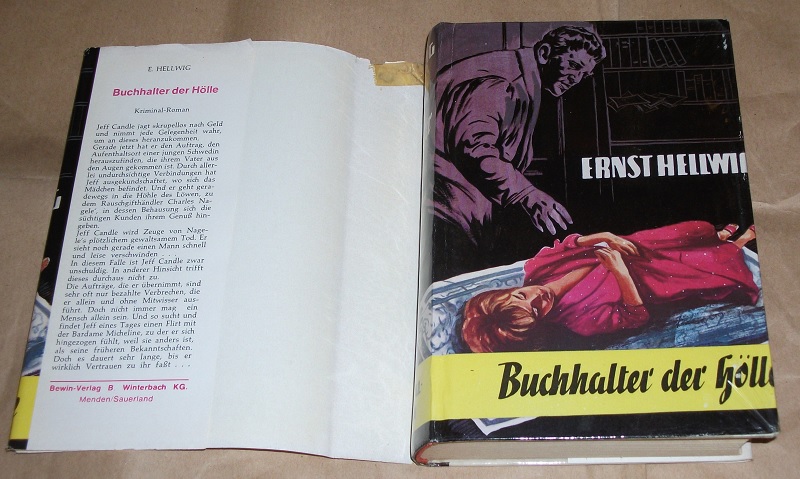 E. HELLWIG
Buchhalter der Hölle
Kriminal-Roman
Jeff Candle jagt skrupellos nach Geld
und nimmt jede Gelegenheit wahr,
um an dieses heranzukommen.
Gerade jetzt hat er den Auftrag, den
Aufenthaltsort einer jungen Schwedin
herauszufinden, die ihrem Vater aus
den Augen gekommen ist. Durch aller-
lei undurchsichtige Verbindungen hat
Jeff ausgekundschaftet, wo sich das
Mädchen befindet. Und er geht gera-
dewegs in die Höhle des Löwen, zu
dem Rauschgifthändler Charles Na-
gele', in dessen Behausung sich die
süchtigen Kunden ihrem Genuß hin-
geben.
Jeff Candle wird Zeuge von Nage-
le's plötzlichem gewaltsamem Tod. Er
sieht noch gerade einen Mann schnell
und leise verschwinden . . .
In diesem Falle ist Jeff Candle zwar
unschuldig. In anderer Hinsicht trifft
dieses durchaus nicht zu.
Die Aufträge, die er übernimmt, sind
sehr oft nur bezahlte Verbrechen, die
er allein und ohne Mitwisser aus-
führt. Doch nicht immer mag ein
Mensch allein sein. Und so sucht und
findet Jeff eines Tages einen Flirt mit
der Bardame Micheline, zu der er sich
hingezogen fühlt, weil sie anders ist,
als seine früheren Bekanntschaften.
Doch es dauert sehr lange, bis er
wirklich Vertrauen zu ihr faßt . . .
Bewin-Verlag B Winterbach KG.
Menden/Sauerland
ERNST HELLWIG
Buchhalter der Hölle